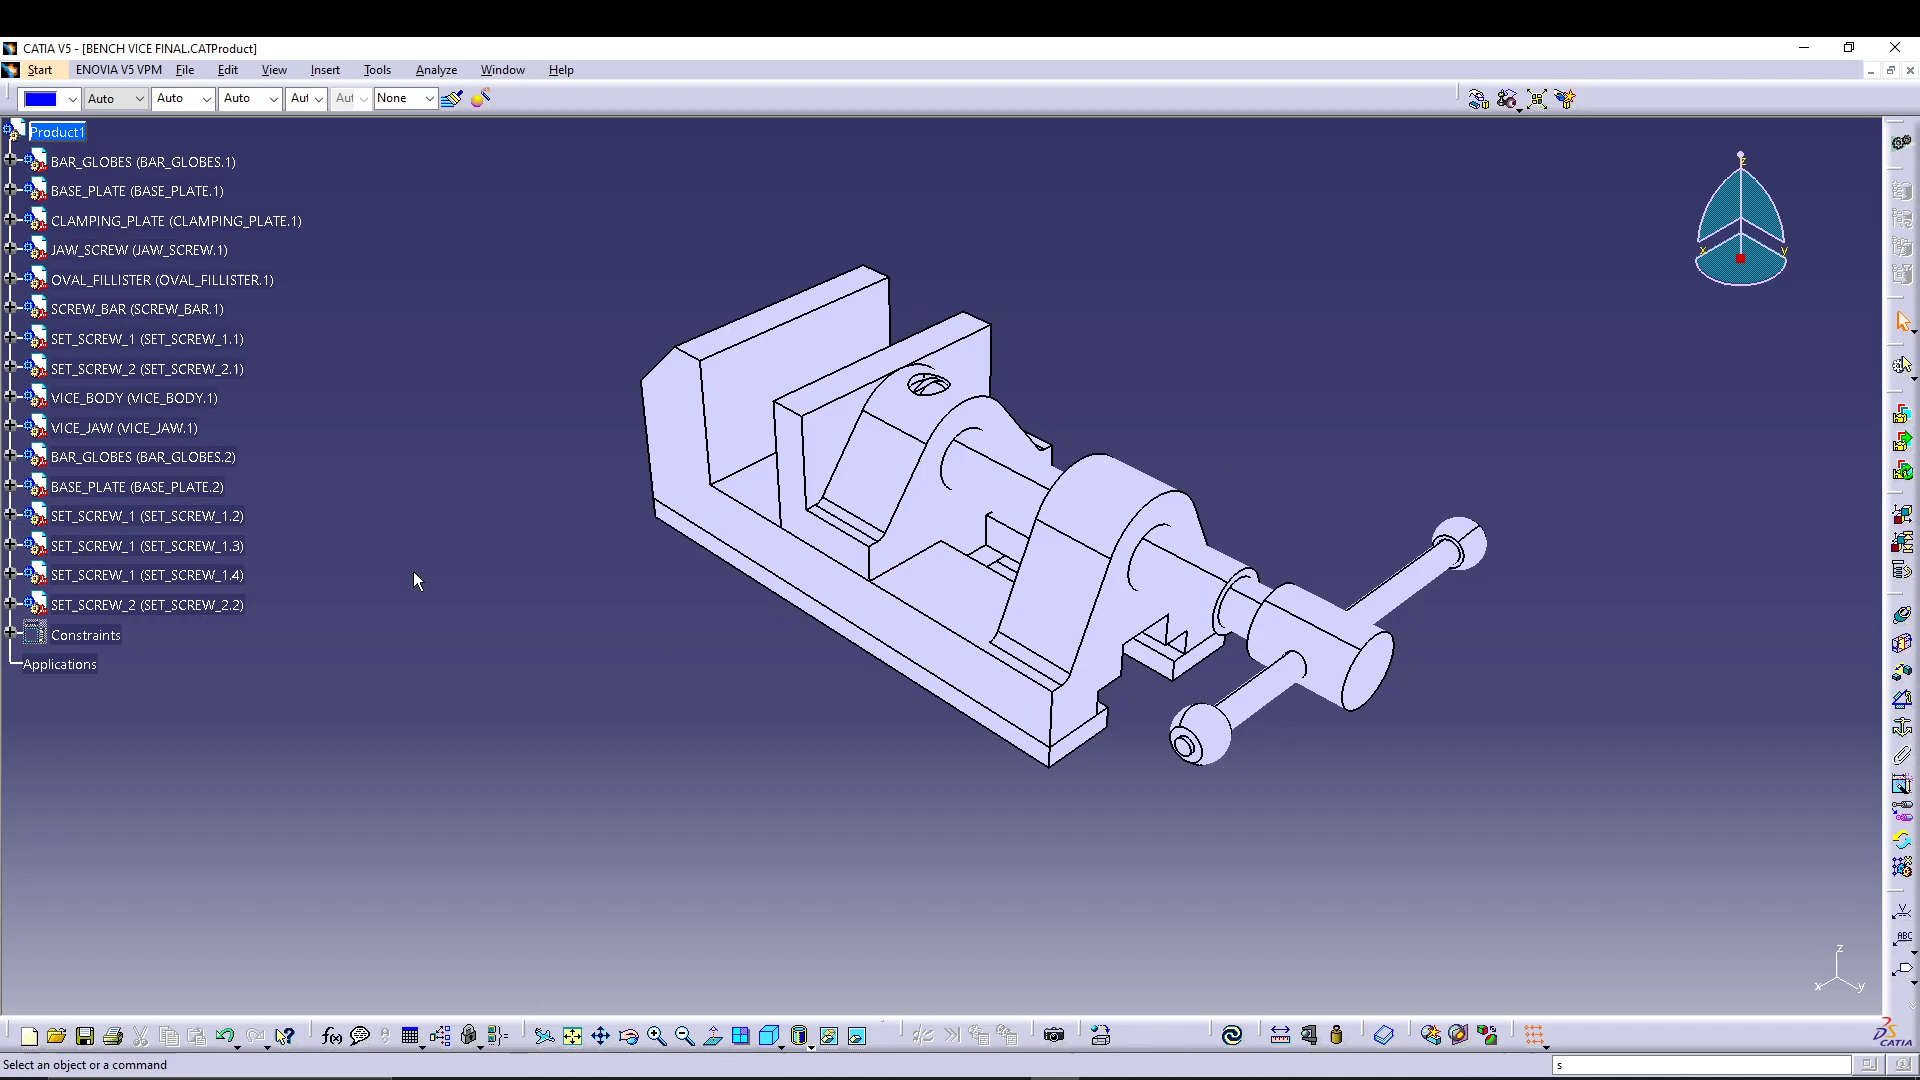 CATIA V5 - [BENCH VICE FINAL.CATProduct]
Start ENOVIA V5 VPM File Edit View Insert Tools Analyze Window Help
Auto Auto Auto Aut Aut None
Product1
BAR_GLOBES (BAR_GLOBES.1)
BASE_PLATE (BASE_PLATE.1)
CLAMPING_PLATE (CLAMPING_PLATE.1)
JAW_SCREW (JAW_SCREW.1)
OVAL_FILLISTER (OVAL_FILLISTER.1)
SCREW_BAR (SCREW_BAR.1)
SET_SCREW_1 (SET_SCREW_1.1)
SET_SCREW_2 (SET_SCREW_2.1)
VICE_BODY (VICE_BODY.1)
VICE_JAW (VICE_JAW.1)
BAR_GLOBES (BAR_GLOBES.2)
BASE_PLATE (BASE_PLATE.2)
SET_SCREW_1 (SET_SCREW_1.2)
SET_SCREW_1 (SET_SCREW_1.3)
SET_SCREW_1 (SET_SCREW_1.4)
SET_SCREW_2 (SET_SCREW_2.2)
Constraints
Applications
z
x y
ABC
z
x y
f(x)
CATIA
Select an object or a command
s